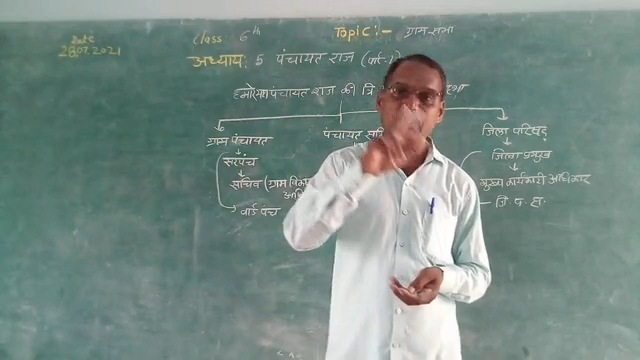 Date
28.07.2021
Class 6th Topic:- ग्राम सभा
अध्याय: 5 पंचायत राज (पार्ट-1)
पंचायत राज की त्रि
ग्राम पंचायत पंचायत जिला परिषद्
सरपंच जिला प्रमुख
सचिव (ग्राम मुख्य कार्यकारी अधिकार
वार्ड पंच जि. प. स.